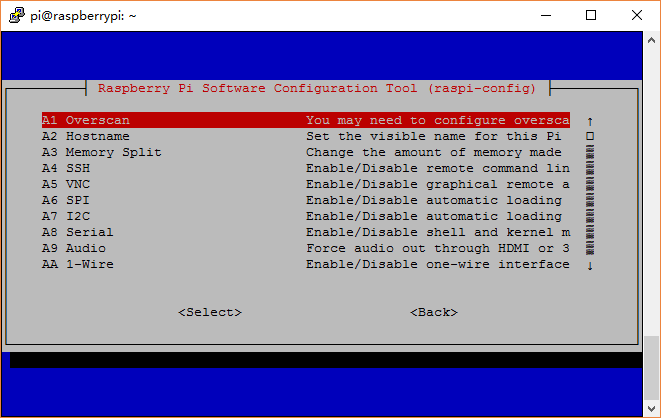 pi@raspberrypi: ~
Raspberry Pi Software Configuration Tool (raspi-config)
A1 Overscan You may need to configure oversca
A2 Hostname Set the visible name for this Pi
A3 Memory Split Change the amount of memory made
A4 SSH Enable/Disable remote command lin
A5 VNC Enable/Disable graphical remote a
A6 SPI Enable/Disable automatic loading
A7 I2C Enable/Disable automatic loading
A8 Serial Enable/Disable shell and kernel m
A9 Audio Force audio out through HDMI or 3
AA 1-Wire Enable/Disable one-wire interface
<Select> <Back>